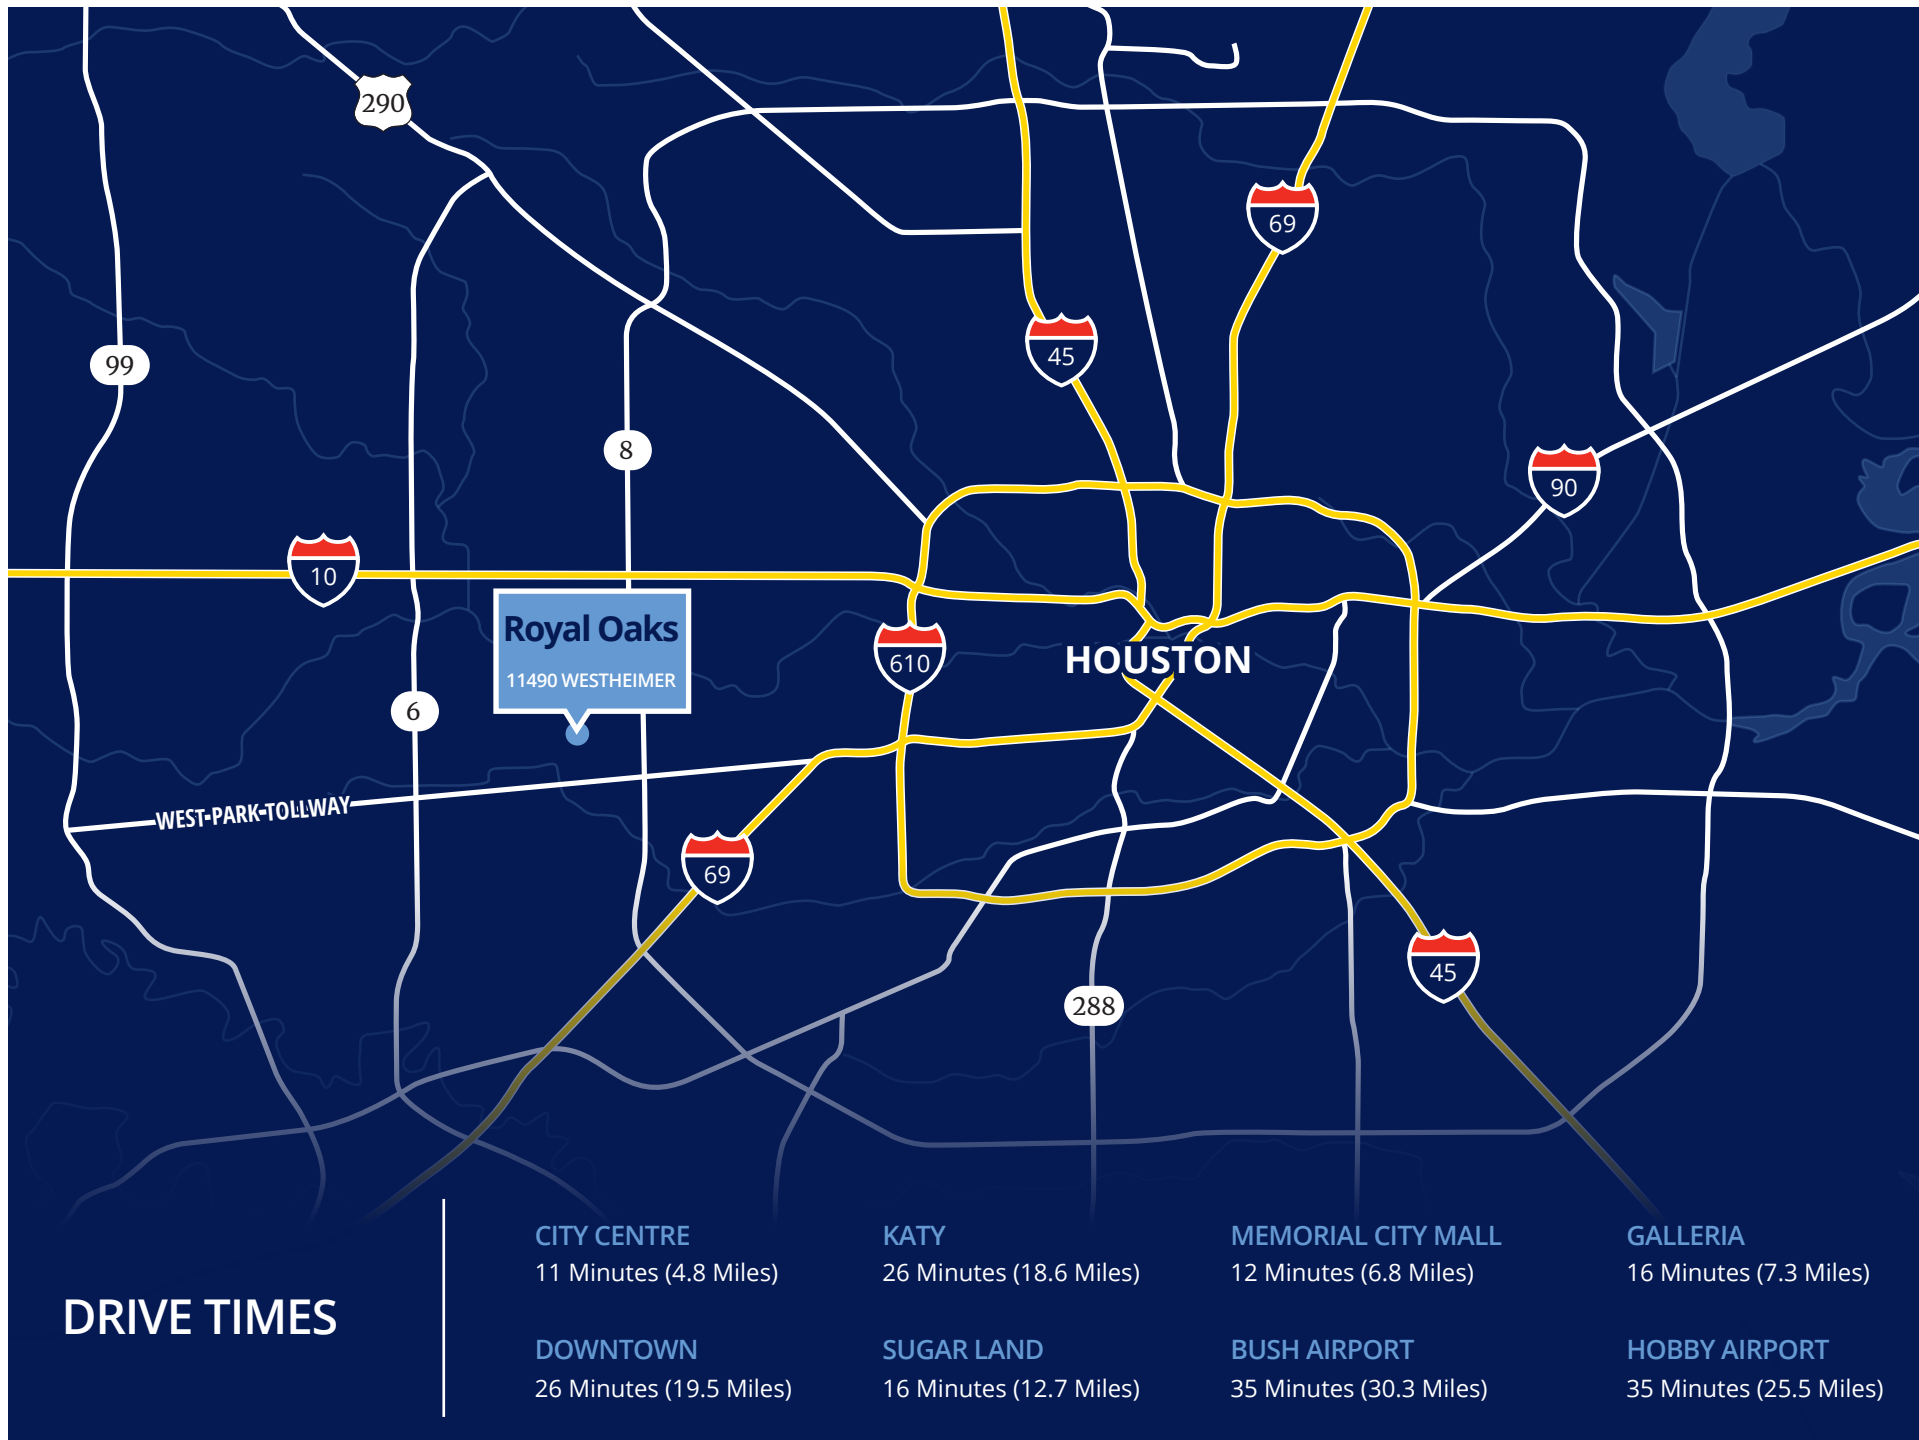 290
69
45
99
8
90
10
Royal Oaks
11490 WESTHEIMER
610
HOUSTON
6
WEST-PARK-TOLLWAY
69
45
288
DRIVE TIMES
CITY CENTRE
11 Minutes (4.8 Miles)
KATY
26 Minutes (18.6 Miles)
MEMORIAL CITY MALL
12 Minutes (6.8 Miles)
GALLERIA
16 Minutes (7.3 Miles)
DOWNTOWN
26 Minutes (19.5 Miles)
SUGAR LAND
16 Minutes (12.7 Miles)
BUSH AIRPORT
35 Minutes (30.3 Miles)
HOBBY AIRPORT
35 Minutes (25.5 Miles)